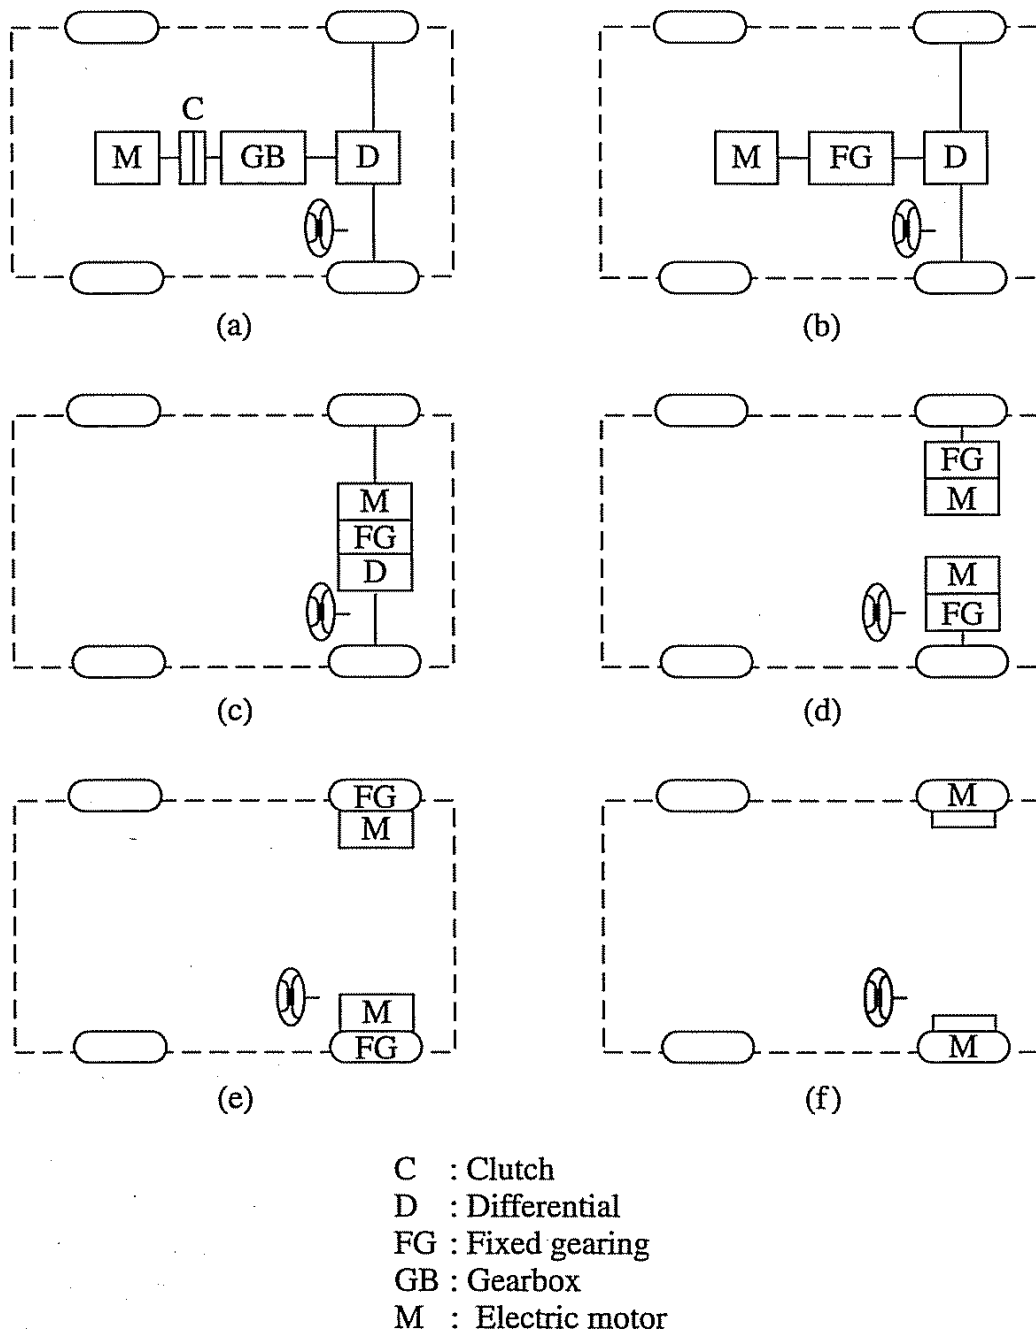 C
M GB D
M FG D
(a) (b)
M
FG
D
FG
M
M
FG
(c) (d)
FG
M
M
FG
M
M
(e) (f)
C : Clutch
D : Differential
FG : Fixed gearing
GB : Gearbox
M : Electric motor